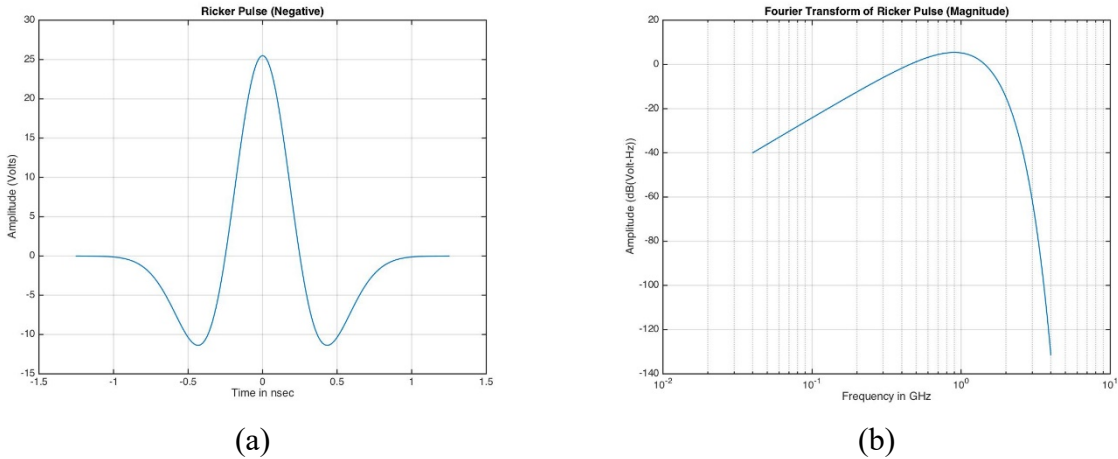 Ricker Pulse (Negative)
30
25
20
15
10
5
0
-5
-10
-15
-1.5 -1 -0.5 0 0.5 1 1.5
Amplitude (Volts)
Time in nsec
(a)
Fourier Transform of Ricker Pulse (Magnitude)
20
0
-20
-40
-60
-80
-100
-120
-140
10-2 10-1 100 101
Amplitude (dB(Volt-Hz))
Frequency in GHz
(b)